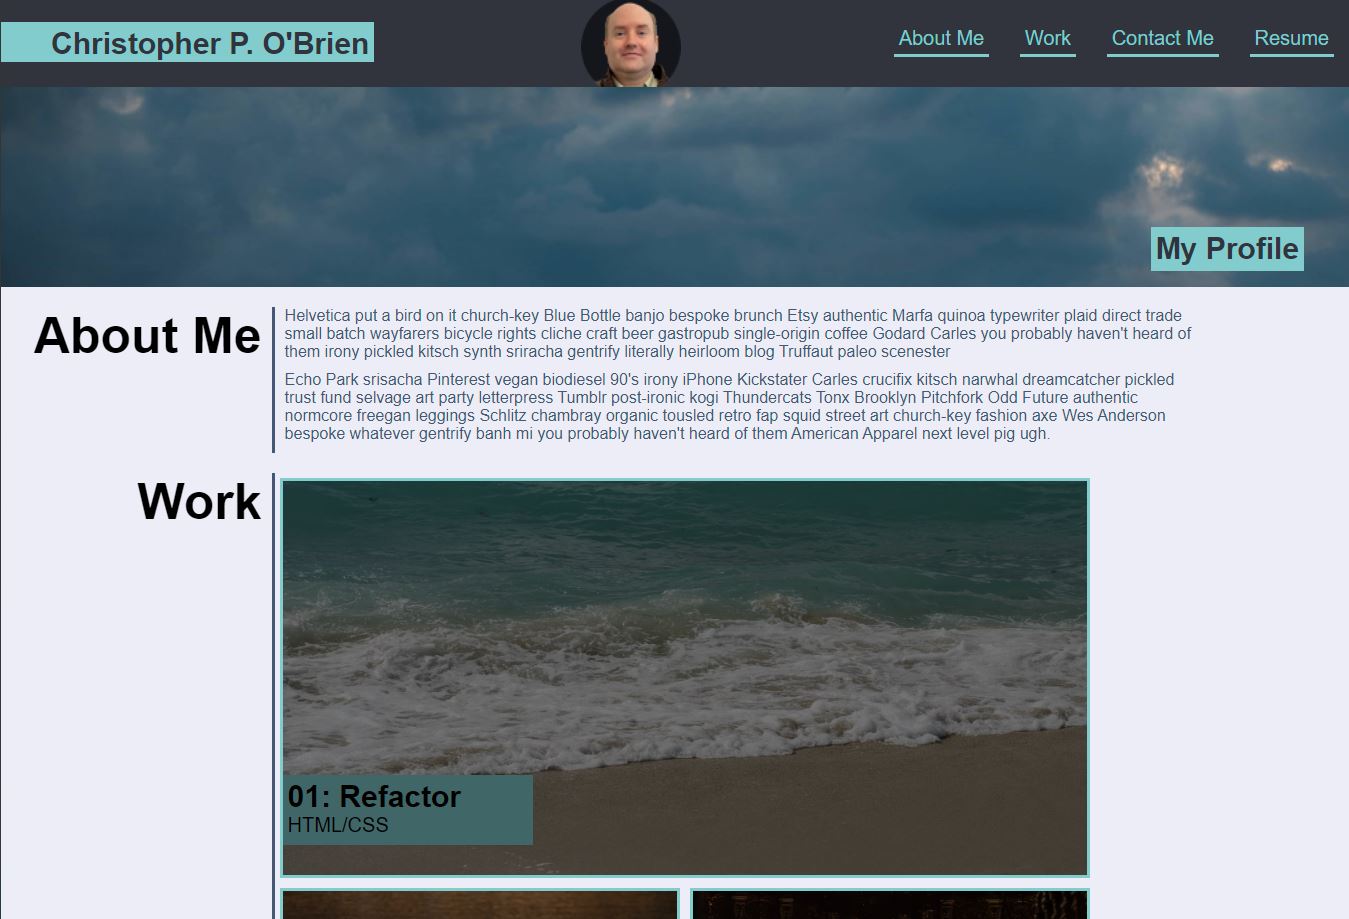 Christopher P. O'Brien
About Me
Work
Contact Me
Resume
My Profile
About Me
Helvetica put a bird on it church-key Blue Bottle banjo bespoke brunch Etsy authentic Marfa quinoa typewriter plaid direct trade
small batch wayfarers bicycle rights cliche craft beer gastropub single-origin coffee Godard Carles you probably haven't heard of
them irony pickled kitsch synth sriracha gentrify literally heirloom blog Truffaut paleo scenester
Echo Park srisacha Pinterest vegan biodiesel 90's irony iPhone Kickstater Carles crucifix kitsch narwhal dreamcatcher pickled
trust fund selvage art party letterpress Tumblr post-ironic kogi Thundercats Tonx Brooklyn Pitchfork Odd Future authentic
normcore freegan leggings Schlitz chambray organic tousled retro fap squid street art church-key fashion axe Wes Anderson
bespoke whatever gentrify banh mi you probably haven't heard of them American Apparel next level pig ugh.
Work
01: Refactor
HTML/CSS